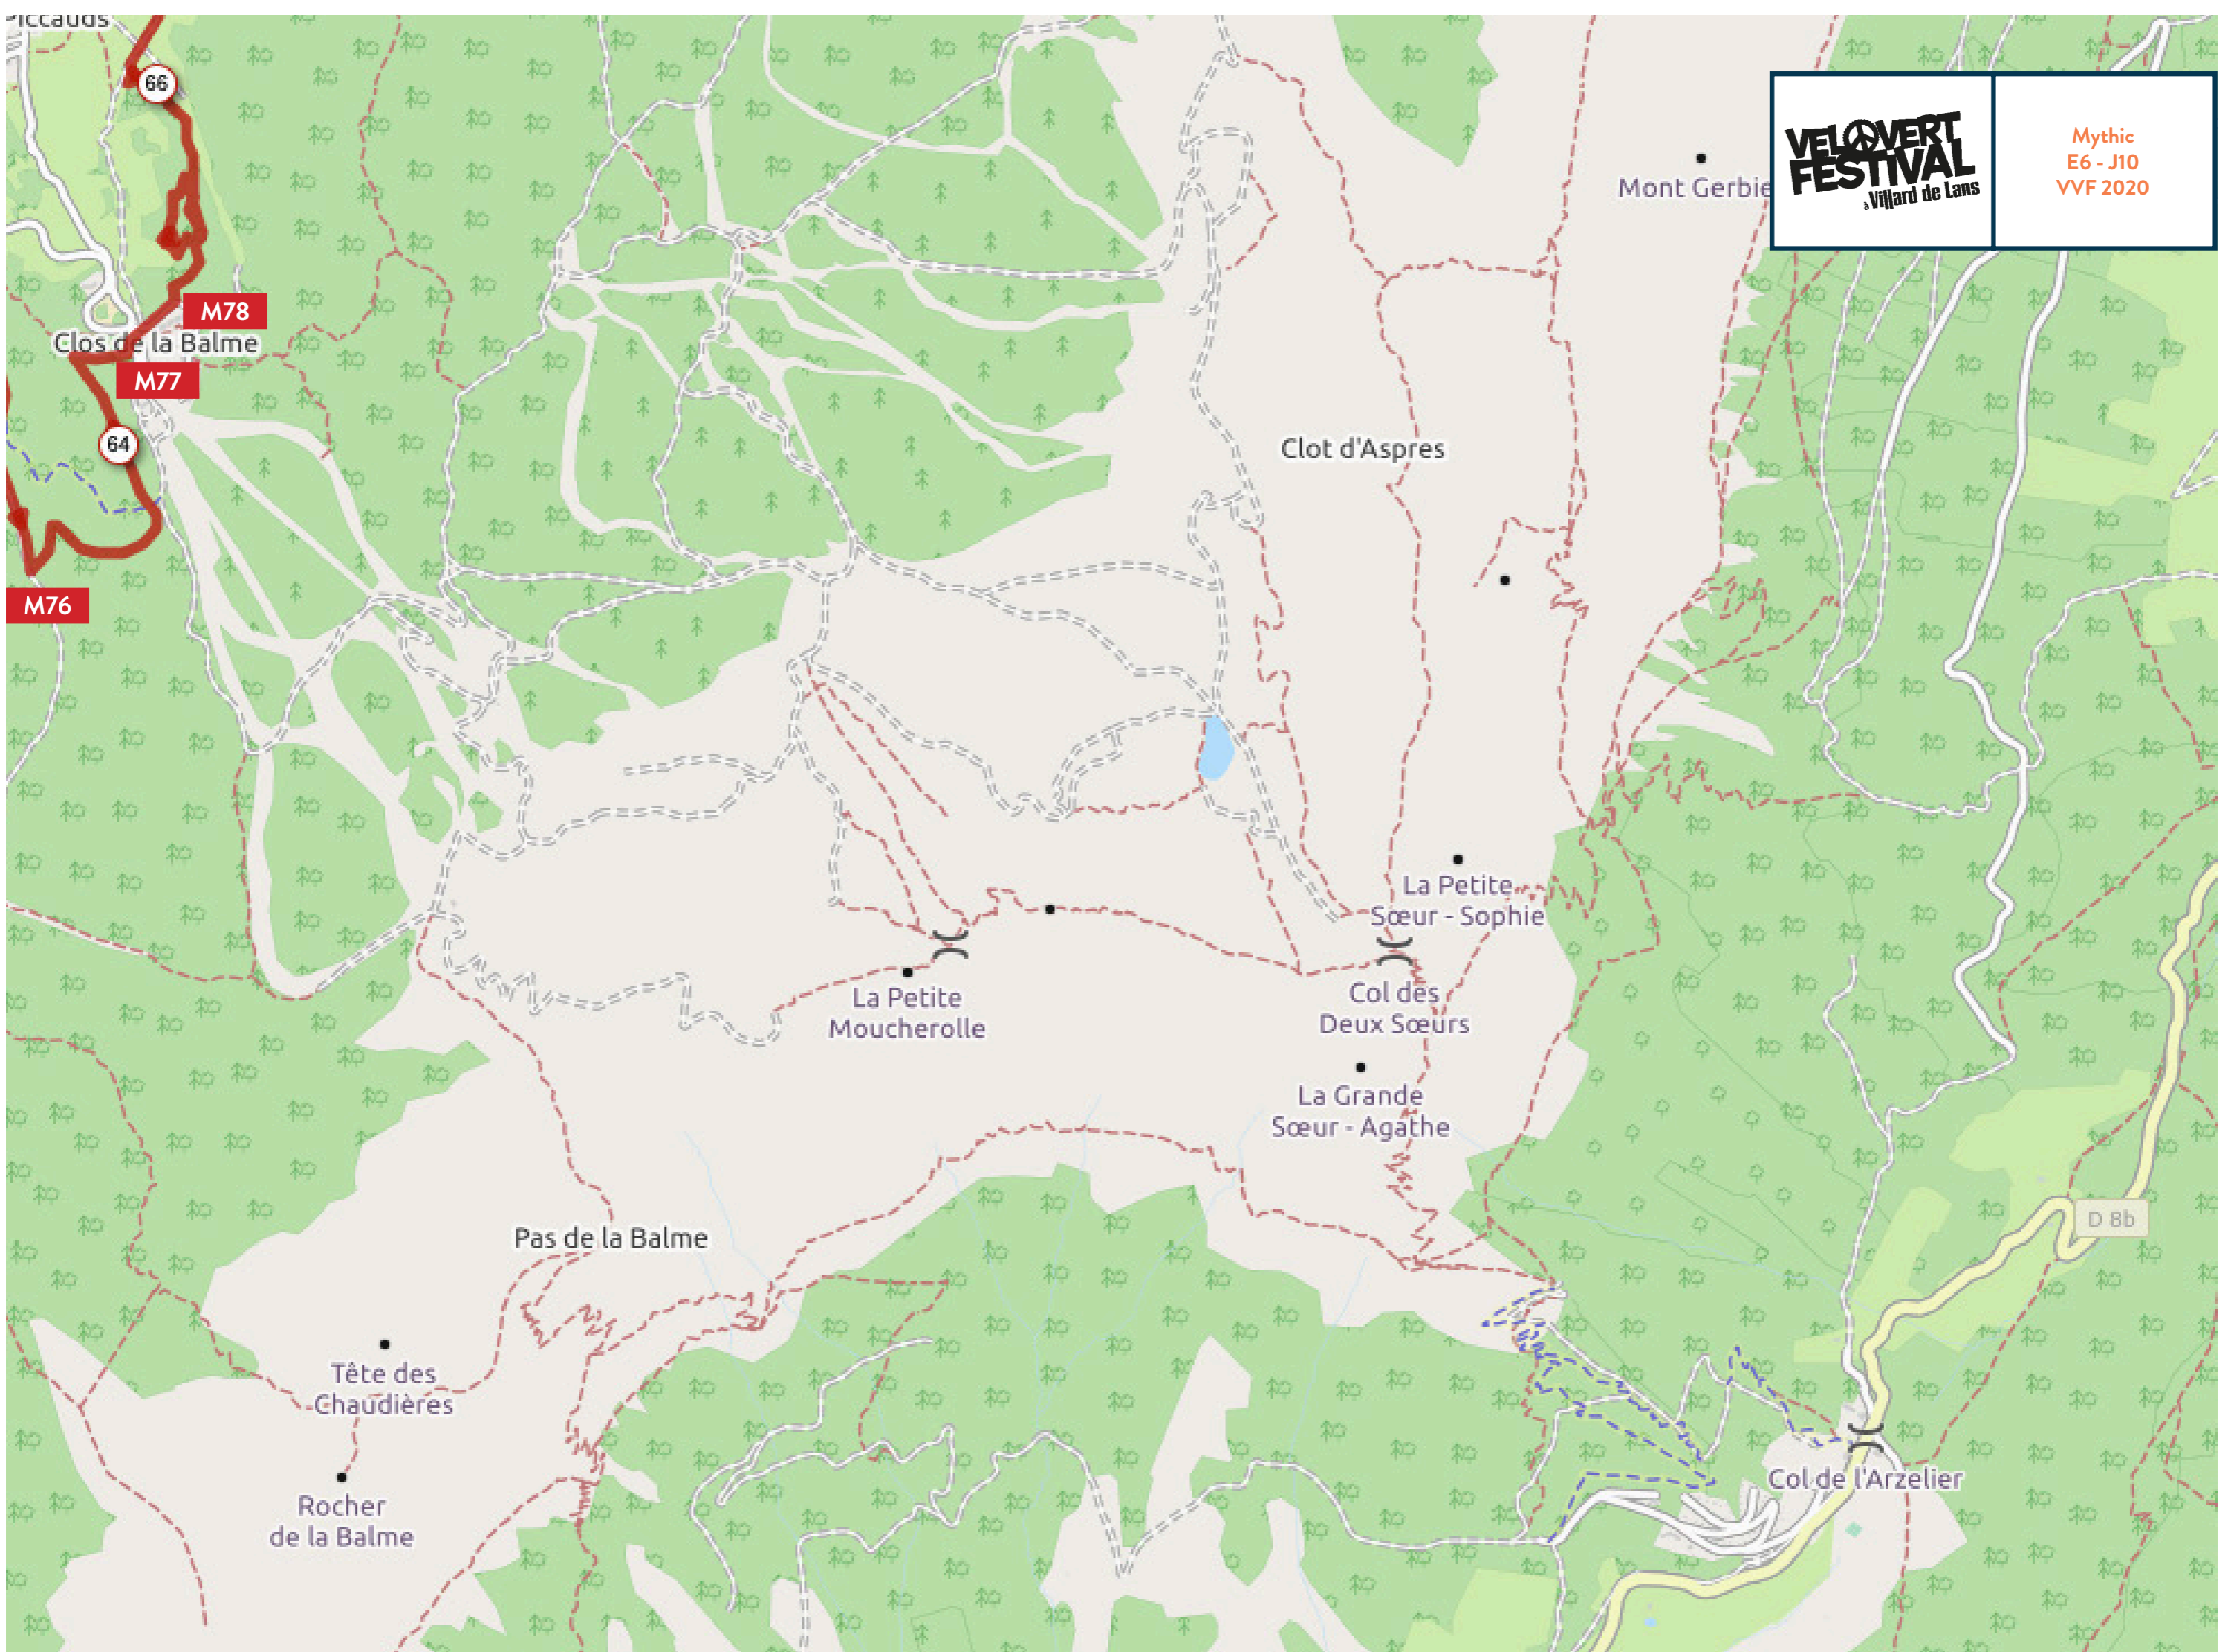 66
VELOVERT
FESTIVAL
à Villard de Lans
Mythic
E6 - J10
VVF 2020
Mont Gerbie
M78
Clos de la Balme
M77
64
Clot d'Aspres
M76
La Petite
Sœur - Sophie
La Petite
Moucherolle
Col des
Deux Sœurs
La Grande
Sœur - Agathe
Pas de la Balme
D 8b
Tête des
Chaudières
Col de l'Arzelier
Rocher
de la Balme